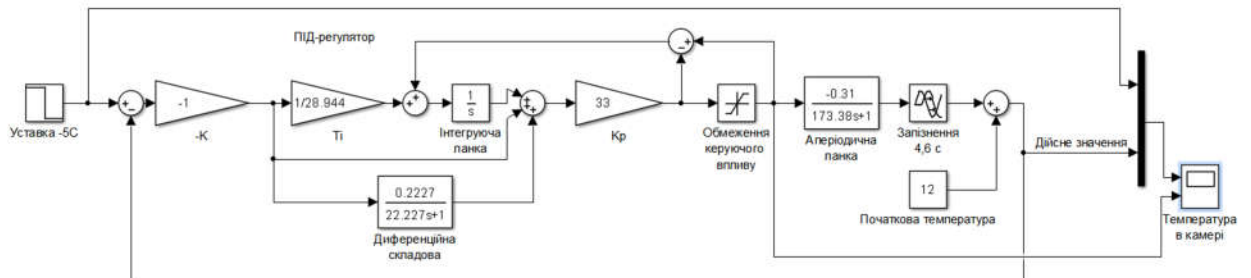 ПІД-регулятор
-1
1/28.944
1
s
33
-0.31
173.38s+1
Уставка -5С
-K
Ti
Інтегруюча
ланка
Kp
Обмеження
керуючого
впливу
Аперіодична
ланка
Запізнення
4,6 с
Дійсне значення
0.2227
22.227s+1
Диференційна
складова
12
Початкова температура
Температура
в камері